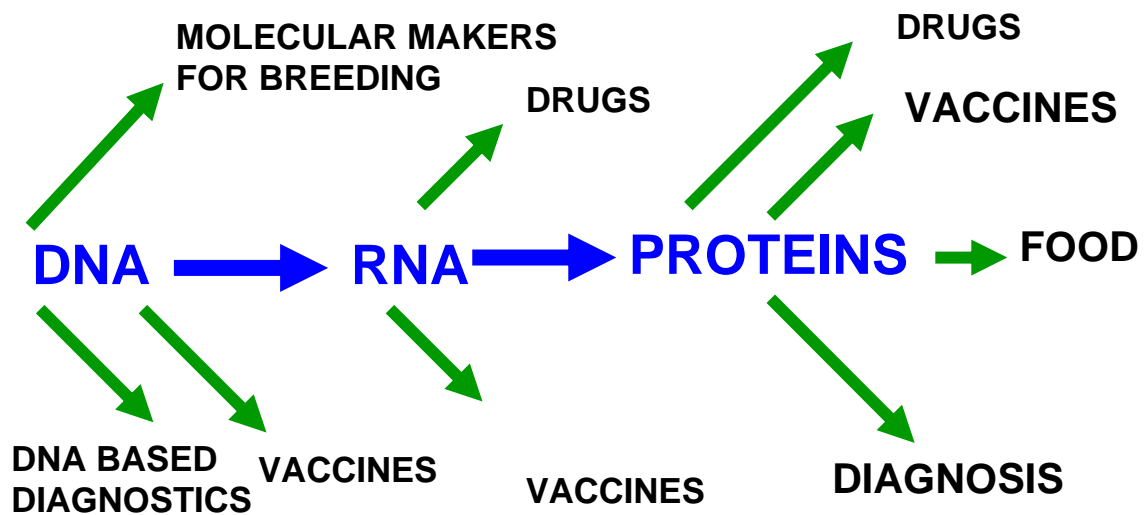 MOLECULAR MAKERS
FOR BREEDING
DRUGS
DRUGS
VACCINES
DNA
RNA
PROTEINS
FOOD
DNA BASED
DIAGNOSTICS
VACCINES
VACCINES
DIAGNOSIS